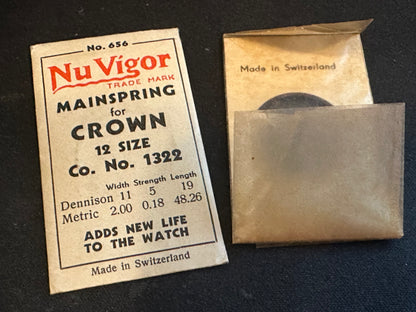 No. 656
Nu Vigor
TRADE MARK
MAINSPRING
for
CROWN
12 SIZE
Co. No. 1322
Width Strength Length
Dennison 11 5 19
Metric 2.00 0.18 48.26
ADDS NEW LIFE
TO THE WATCH
Made in Switzerland
Made in Switzerland